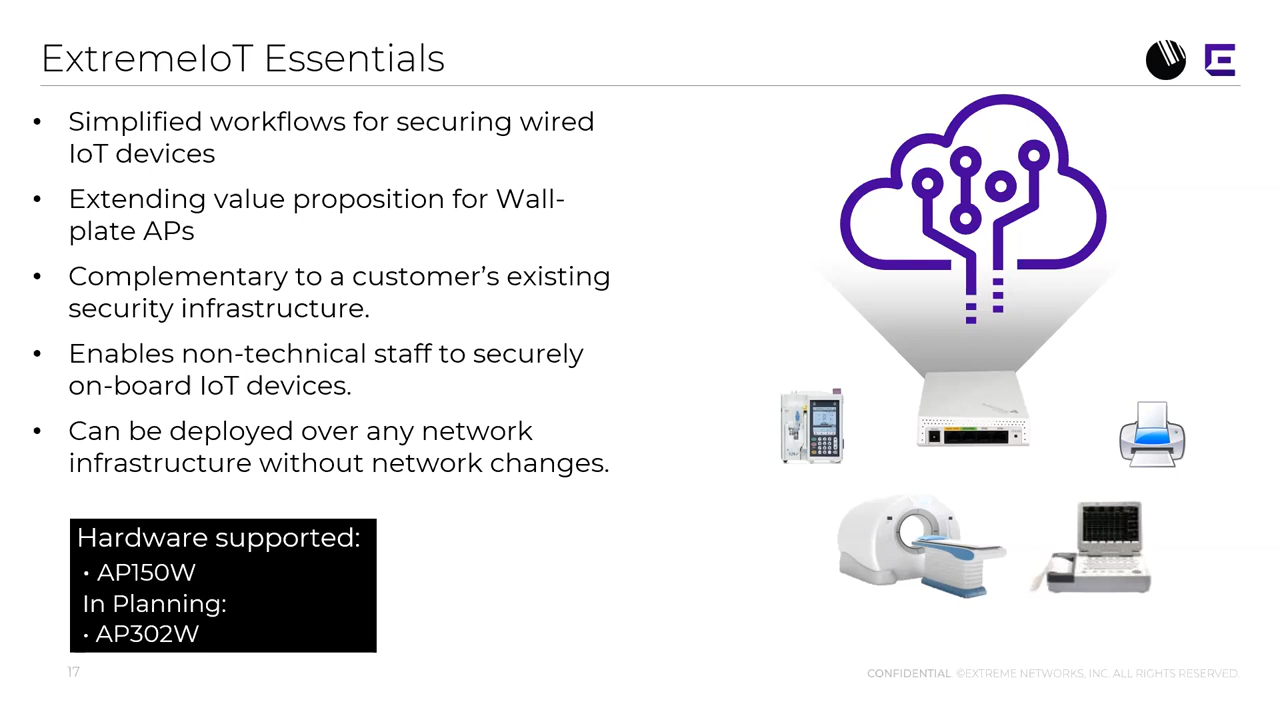 ExtremeIoT Essentials
• Simplified workflows for securing wired
IoT devices
• Extending value proposition for Wall-
plate APs
• Complementary to a customer’s existing
security infrastructure.
• Enables non-technical staff to securely
on-board IoT devices.
• Can be deployed over any network
infrastructure without network changes.
Hardware supported:
• AP150W
In Planning:
• AP302W
17
CONFIDENTIAL. ©EXTREME NETWORKS, INC. ALL RIGHTS RESERVED.